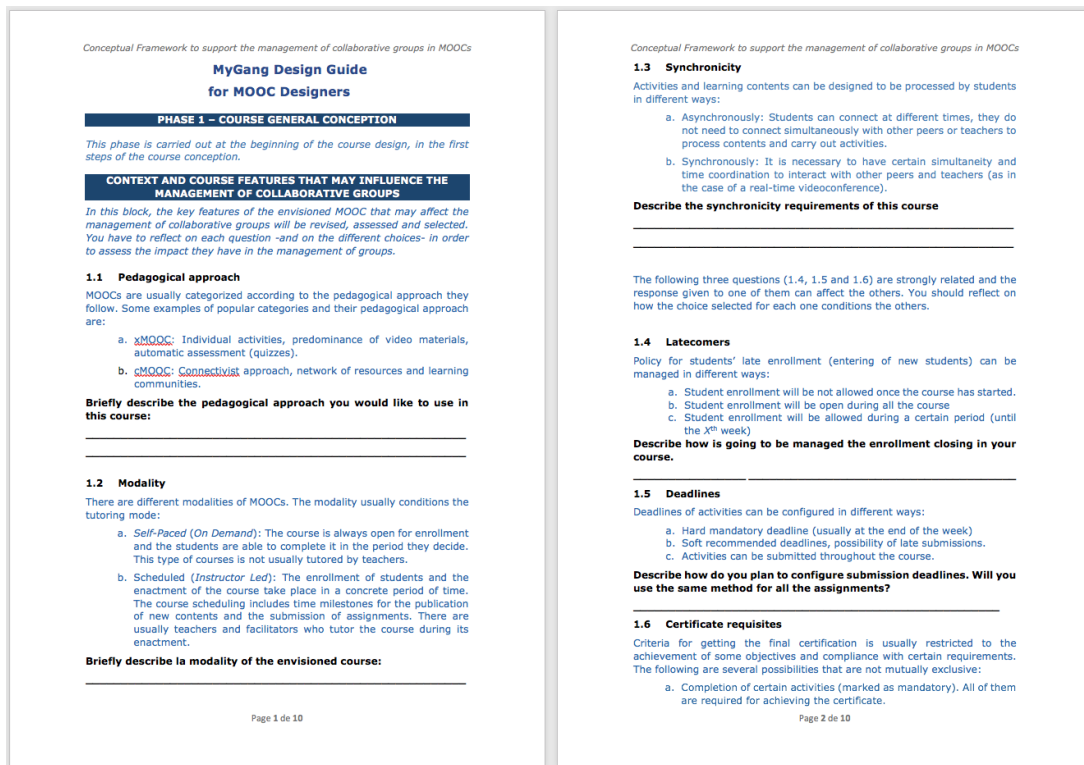 Conceptual Framework to support the management of collaborative groups in MOOCs
MyGang Design Guide
for MOOC Designers
PHASE 1 – COURSE GENERAL CONCEPTION
This phase is carried out at the beginning of the course design, in the first
steps of the course conception.
CONTEXT AND COURSE FEATURES THAT MAY INFLUENCE THE
MANAGEMENT OF COLLABORATIVE GROUPS
In this block, the key features of the envisioned MOOC that may affect the
management of collaborative groups will be revised, assessed and selected.
You have to reflect on each question -and on the different choices- in order
to assess the impact they have in the management of groups.
1.1 Pedagogical approach
MOOCs are usually categorized according to the pedagogical approach they
follow. Some examples of popular categories and their pedagogical approach
are:
a. xMOOC: Individual activities, predominance of video materials,
automatic assessment (quizzes).
b. cMOOC: Connectivist approach, network of resources and learning
communities.
Briefly describe the pedagogical approach you would like to use in
this course:
1.2 Modality
There are different modalities of MOOCs. The modality usually conditions the
tutoring mode:
a. Self-Paced (On Demand): The course is always open for enrollment
and the students are able to complete it in the period they decide.
This type of courses is not usually tutored by teachers.
b. Scheduled (Instructor Led): The enrollment of students and the
enactment of the course take place in a concrete period of time.
The course scheduling includes time milestones for the publication
of new contents and the submission of assignments. There are
usually teachers and facilitators who tutor the course during its
enactment.
Briefly describe la modality of the envisioned course:
Page 1 de 10
Conceptual Framework to support the management of collaborative groups in MOOCs
1.3 Synchronicity
Activities and learning contents can be designed to be processed by students
in different ways:
a. Asynchronously: Students can connect at different times, they do
not need to connect simultaneously with other peers or teachers to
process contents and carry out activities.
b. Synchronously: It is necessary to have certain simultaneity and
time coordination to interact with other peers and teachers (as in
the case of a real-time videoconference).
Describe the synchronicity requirements of this course
The following three questions (1.4, 1.5 and 1.6) are strongly related and the
response given to one of them can affect the others. You should reflect on
how the choice selected for each one conditions the others.
1.4 Latecomers
Policy for students' late enrollment (entering of new students) can be
managed in different ways:
a. Student enrollment will be not allowed once the course has started.
b. Student enrollment will be open during all the course
c. Student enrollment will be allowed during a certain period (until
the Xth week)
Describe how is going to be managed the enrollment closing in your
course.
1.5 Deadlines
Deadlines of activities can be configured in different ways:
a. Hard mandatory deadline (usually at the end of the week)
b. Soft recommended deadlines, possibility of late submissions.
c. Activities can be submitted throughout the course.
Describe how do you plan to configure submission deadlines. Will you
use the same method for all the assignments?
1.6 Certificate requisites
Criteria for getting the final certification is usually restricted to the
achievement of some objectives and compliance with certain requirements.
The following are several possibilities that are not mutually exclusive:
a. Completion of certain activities (marked as mandatory). All of them
are required for achieving the certificate.
Page 2 de 10